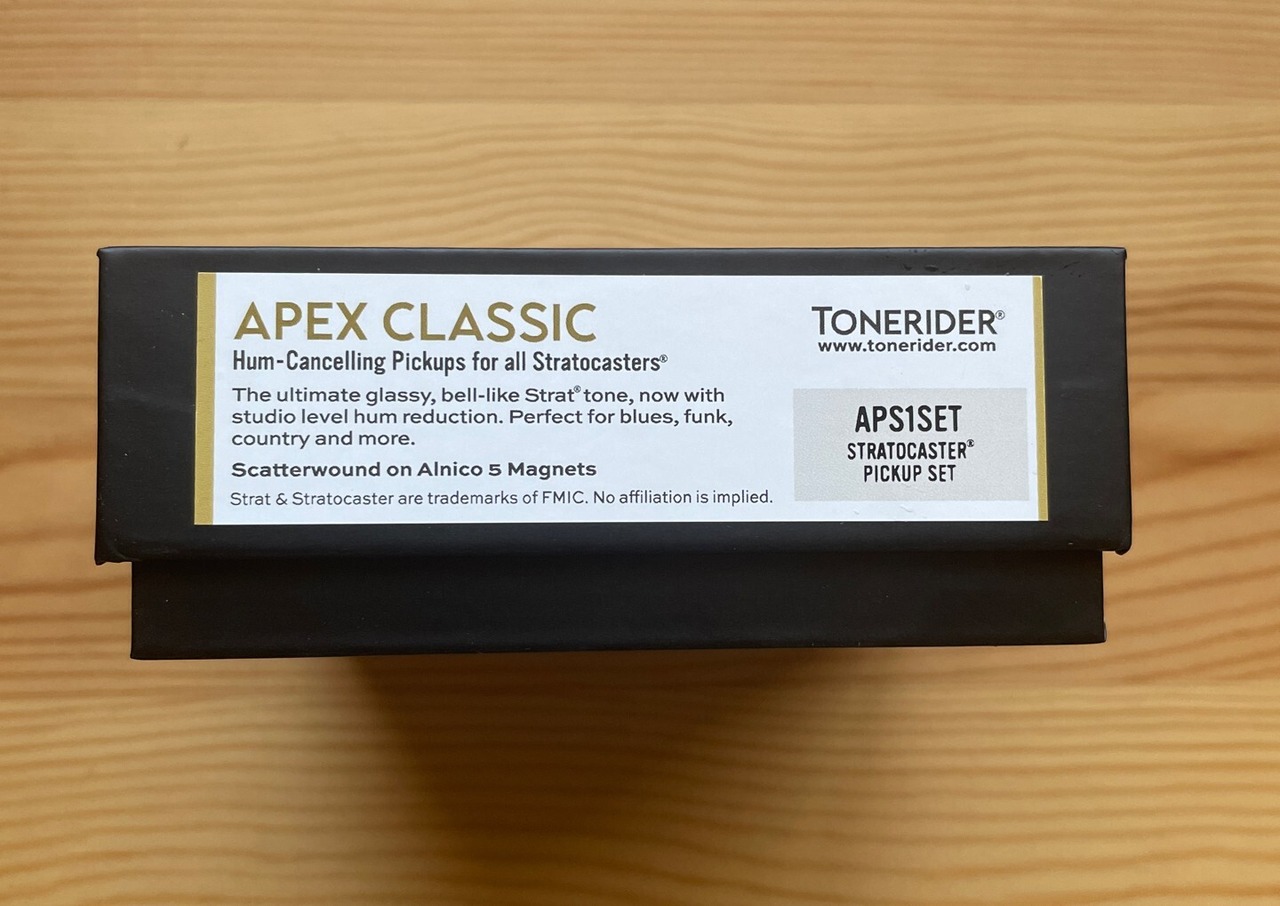 APEX CLASSIC
Hum-Cancelling Pickups for all Stratocasters®
The ultimate glassy, bell-like Strat® tone, now with
studio level hum reduction. Perfect for blues, funk,
country and more.
Scatterwound on Alnico 5 Magnets
Strat & Stratocaster are trademarks of FMIC. No affiliation is implied.
TONERIDER®
www.tonerider.com
APS1SET
STRATOCASTER®
PICKUP SET